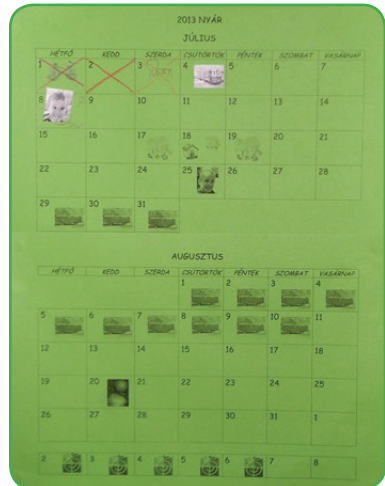 2013 NYÁR
JÚLIUS
HÉTFŐ KEDD SZERDA CSÜTÖRTÖK PÉNTEK SZOMBAT VASÁRNAP
1 2 3 4 5 6 7
8 9 10 11 12 13 14
15 16 17 18 19 20 21
22 23 24 25 26 27 28
29 30 31
AUGUSZTUS
HÉTFŐ KEDD SZERDA CSÜTÖRTÖK PÉNTEK SZOMBAT VASÁRNAP
1 2 3 4
5 6 7 8 9 10 11
12 13 14 15 16 17 18
19 20 21 22 23 24 25
26 27 28 29 30 31 1
2 3 4 5 6 7 8